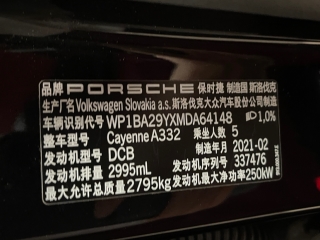 品牌 PORSCHE 保时捷 制造国 斯洛伐克
生产厂名 Volkswagen Slovakia a.s. 斯洛伐克大众汽车股份公司制造
车辆识别代号 WP1BA29YXMDA64148 1,0%
整车型号 Cayenne A332 乘坐人数 5
发动机型号 DCB 制造年月 2021-02
发动机排量 2995mL 发动机序列号 337476
最大允许总质量 2795kg 发动机最大净功率 250kW